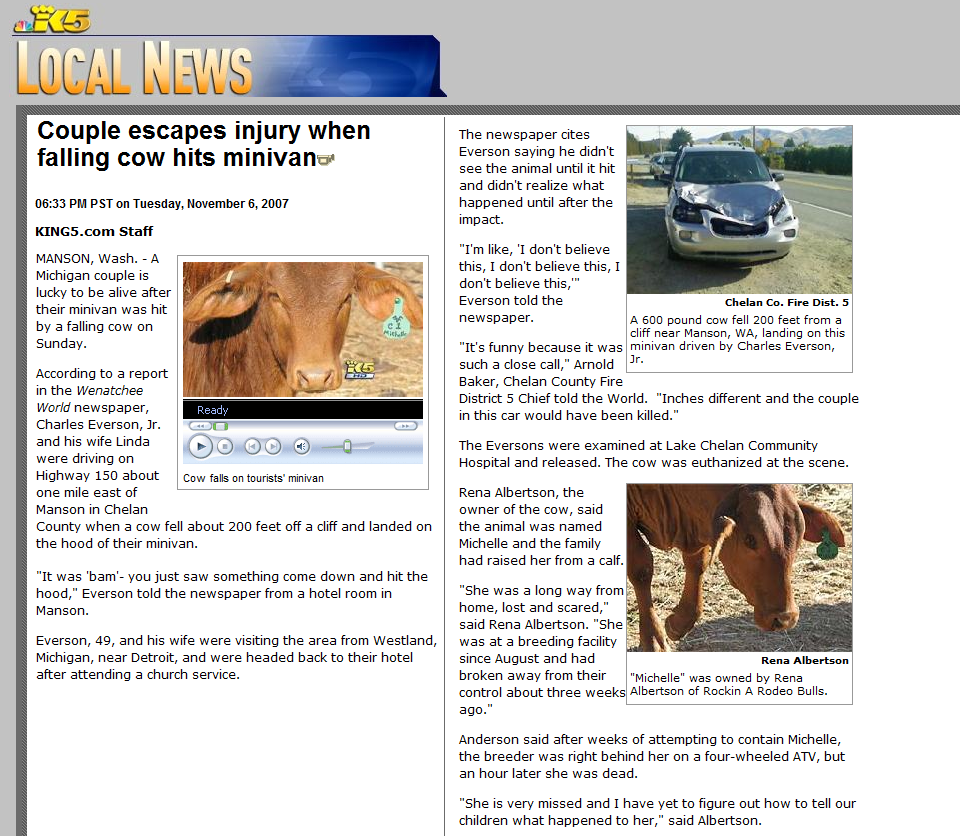 K5
LOCAL NEWS
Couple escapes injury when
falling cow hits minivan
06:33 PM PST on Tuesday, November 6, 2007
KING5.com Staff
MANSON, Wash. - A
Michigan couple is
lucky to be alive after
their minivan was hit
by a falling cow on
Sunday.
According to a report
in the Wenatchee
World newspaper,
Charles Everson, Jr.
and his wife Linda
were driving on
Highway 150 about
one mile east of
Manson in Chelan
County when a cow fell about 200 feet off a cliff and landed on
the hood of their minivan.
C 1
Michelle
K5
HD
Ready
Cow falls on tourists' minivan
"It was 'bam'- you just saw something come down and hit the
hood," Everson told the newspaper from a hotel room in
Manson.
Everson, 49, and his wife were visiting the area from Westland,
Michigan, near Detroit, and were headed back to their hotel
after attending a church service.
The newspaper cites
Everson saying he didn't
see the animal until it hit
and didn't realize what
happened until after the
impact.
"I'm like, 'I don't believe
this, I don't believe this, I
don't believe this,'"
Everson told the
newspaper.
"It's funny because it was
such a close call," Arnold
Baker, Chelan County Fire
District 5 Chief told the World.  "Inches different and the couple
in this car would have been killed."
Chelan Co. Fire Dist. 5
A 600 pound cow fell 200 feet from a
cliff near Manson, WA, landing on this
minivan driven by Charles Everson,
Jr.
The Eversons were examined at Lake Chelan Community
Hospital and released. The cow was euthanized at the scene.
Rena Albertson, the
owner of the cow, said
the animal was named
Michelle and the family
had raised her from a calf.
"She was a long way from
home, lost and scared,"
said Rena Albertson. "She
was at a breeding facility
since August and had
broken away from their
control about three weeks
ago."
Rena Albertson
"Michelle" was owned by Rena
Albertson of Rockin A Rodeo Bulls.
Anderson said after weeks of attempting to contain Michelle,
the breeder was right behind her on a four-wheeled ATV, but
an hour later she was dead.
"She is very missed and I have yet to figure out how to tell our
children what happened to her," said Albertson.